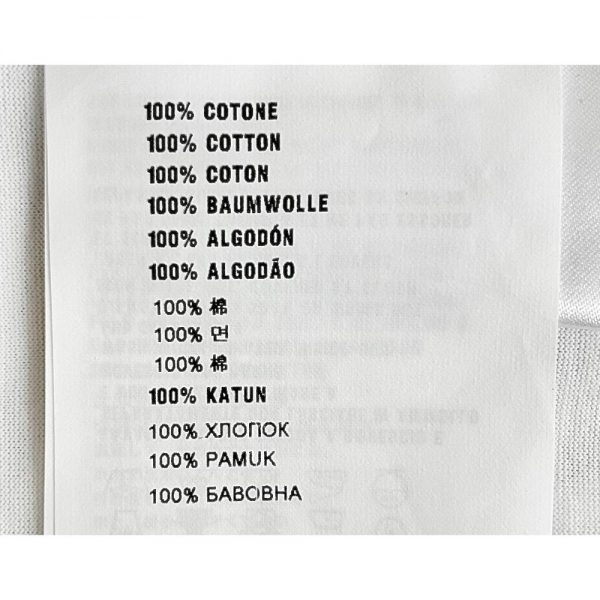 100% COTONE
100% COTTON
100% COTON
100% BAUMWOLLE
100% ALGODÓN
100% ALGODÃO
100% 棉
100% 면
100% 棉
100% KATUN
100% ХЛОПОК
100% PAMUK
100% БАВОВНА